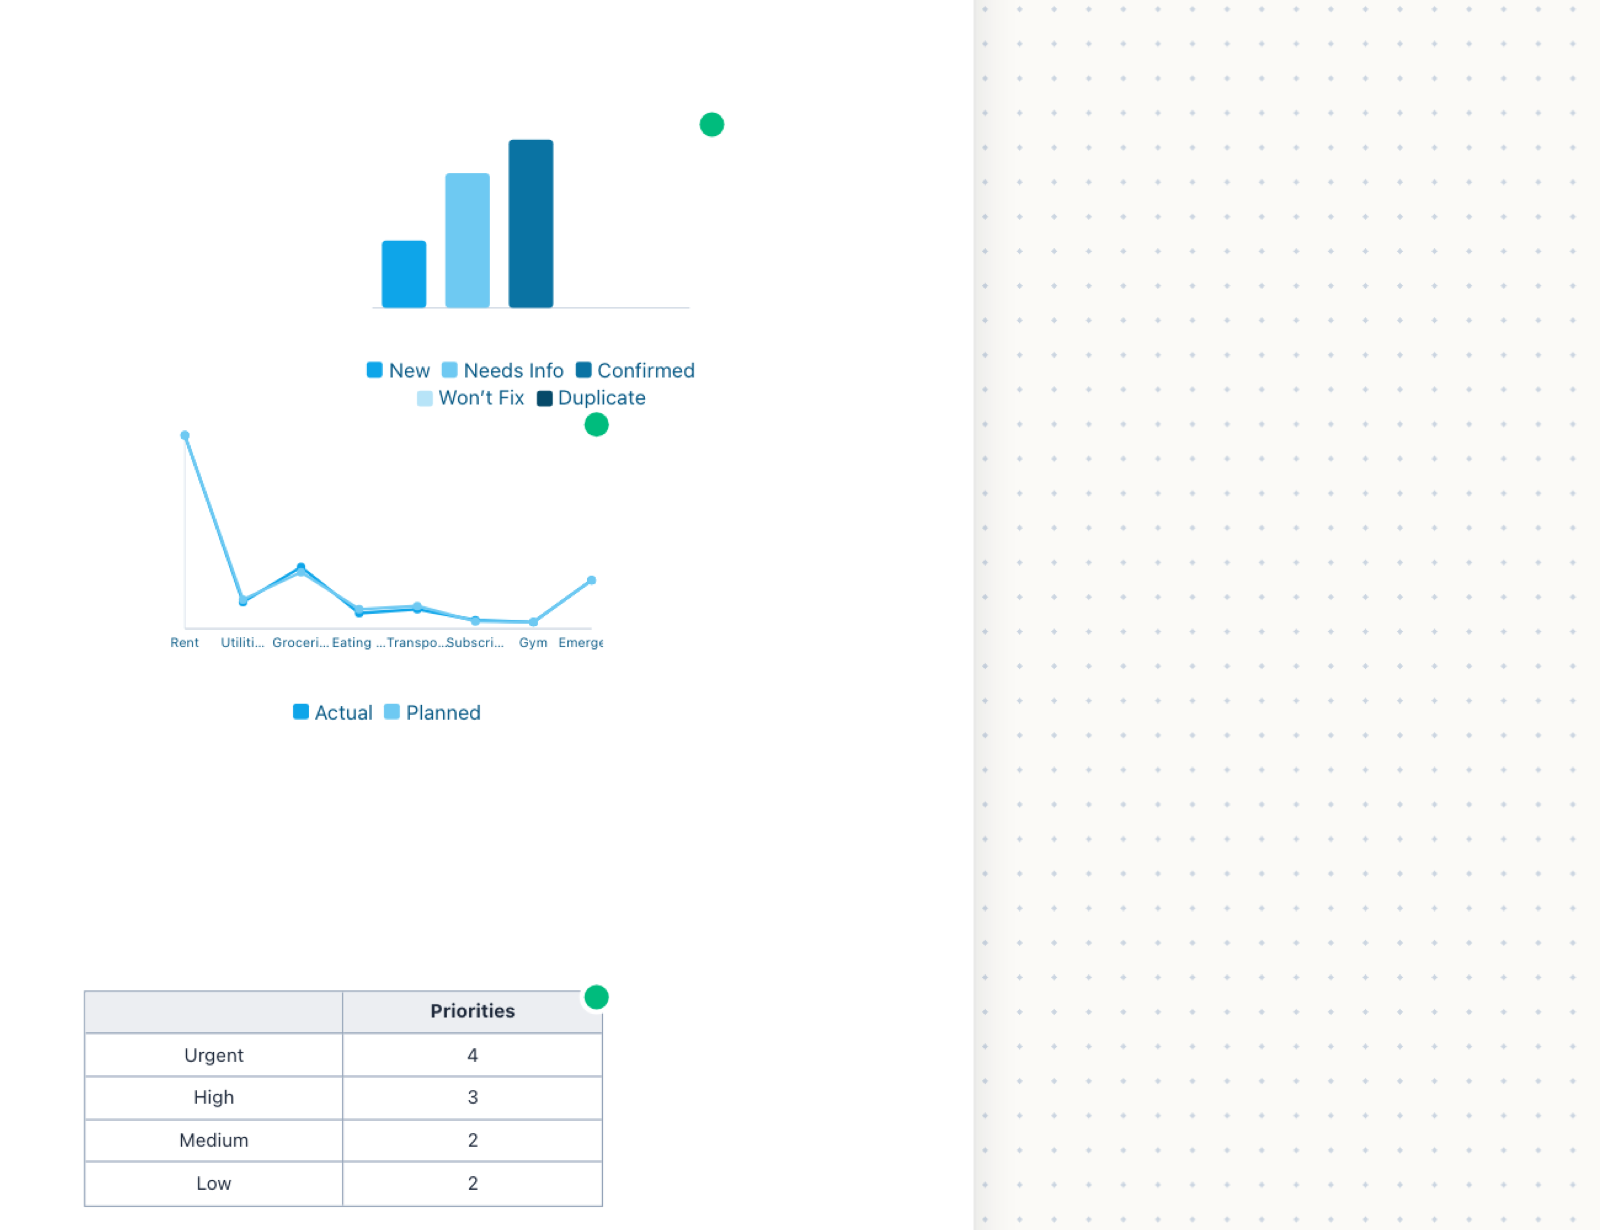 New Needs Info Confirmed
Won’t Fix Duplicate
Rent Utiliti... Groceri... Eating ... Transpo... Subscri... Gym Emerge
Actual Planned
Priorities
Urgent 4
High 3
Medium 2
Low 2